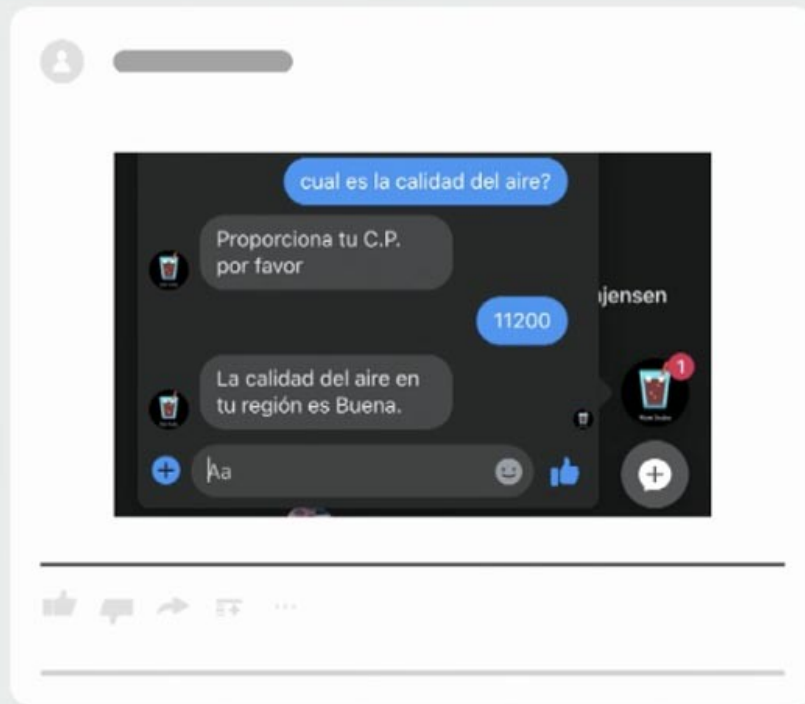 cual es la calidad del aire?
Proporciona tu C.P.
por favor
jensen
11200
La calidad del aire en
tu región es Buena.
1
Aa